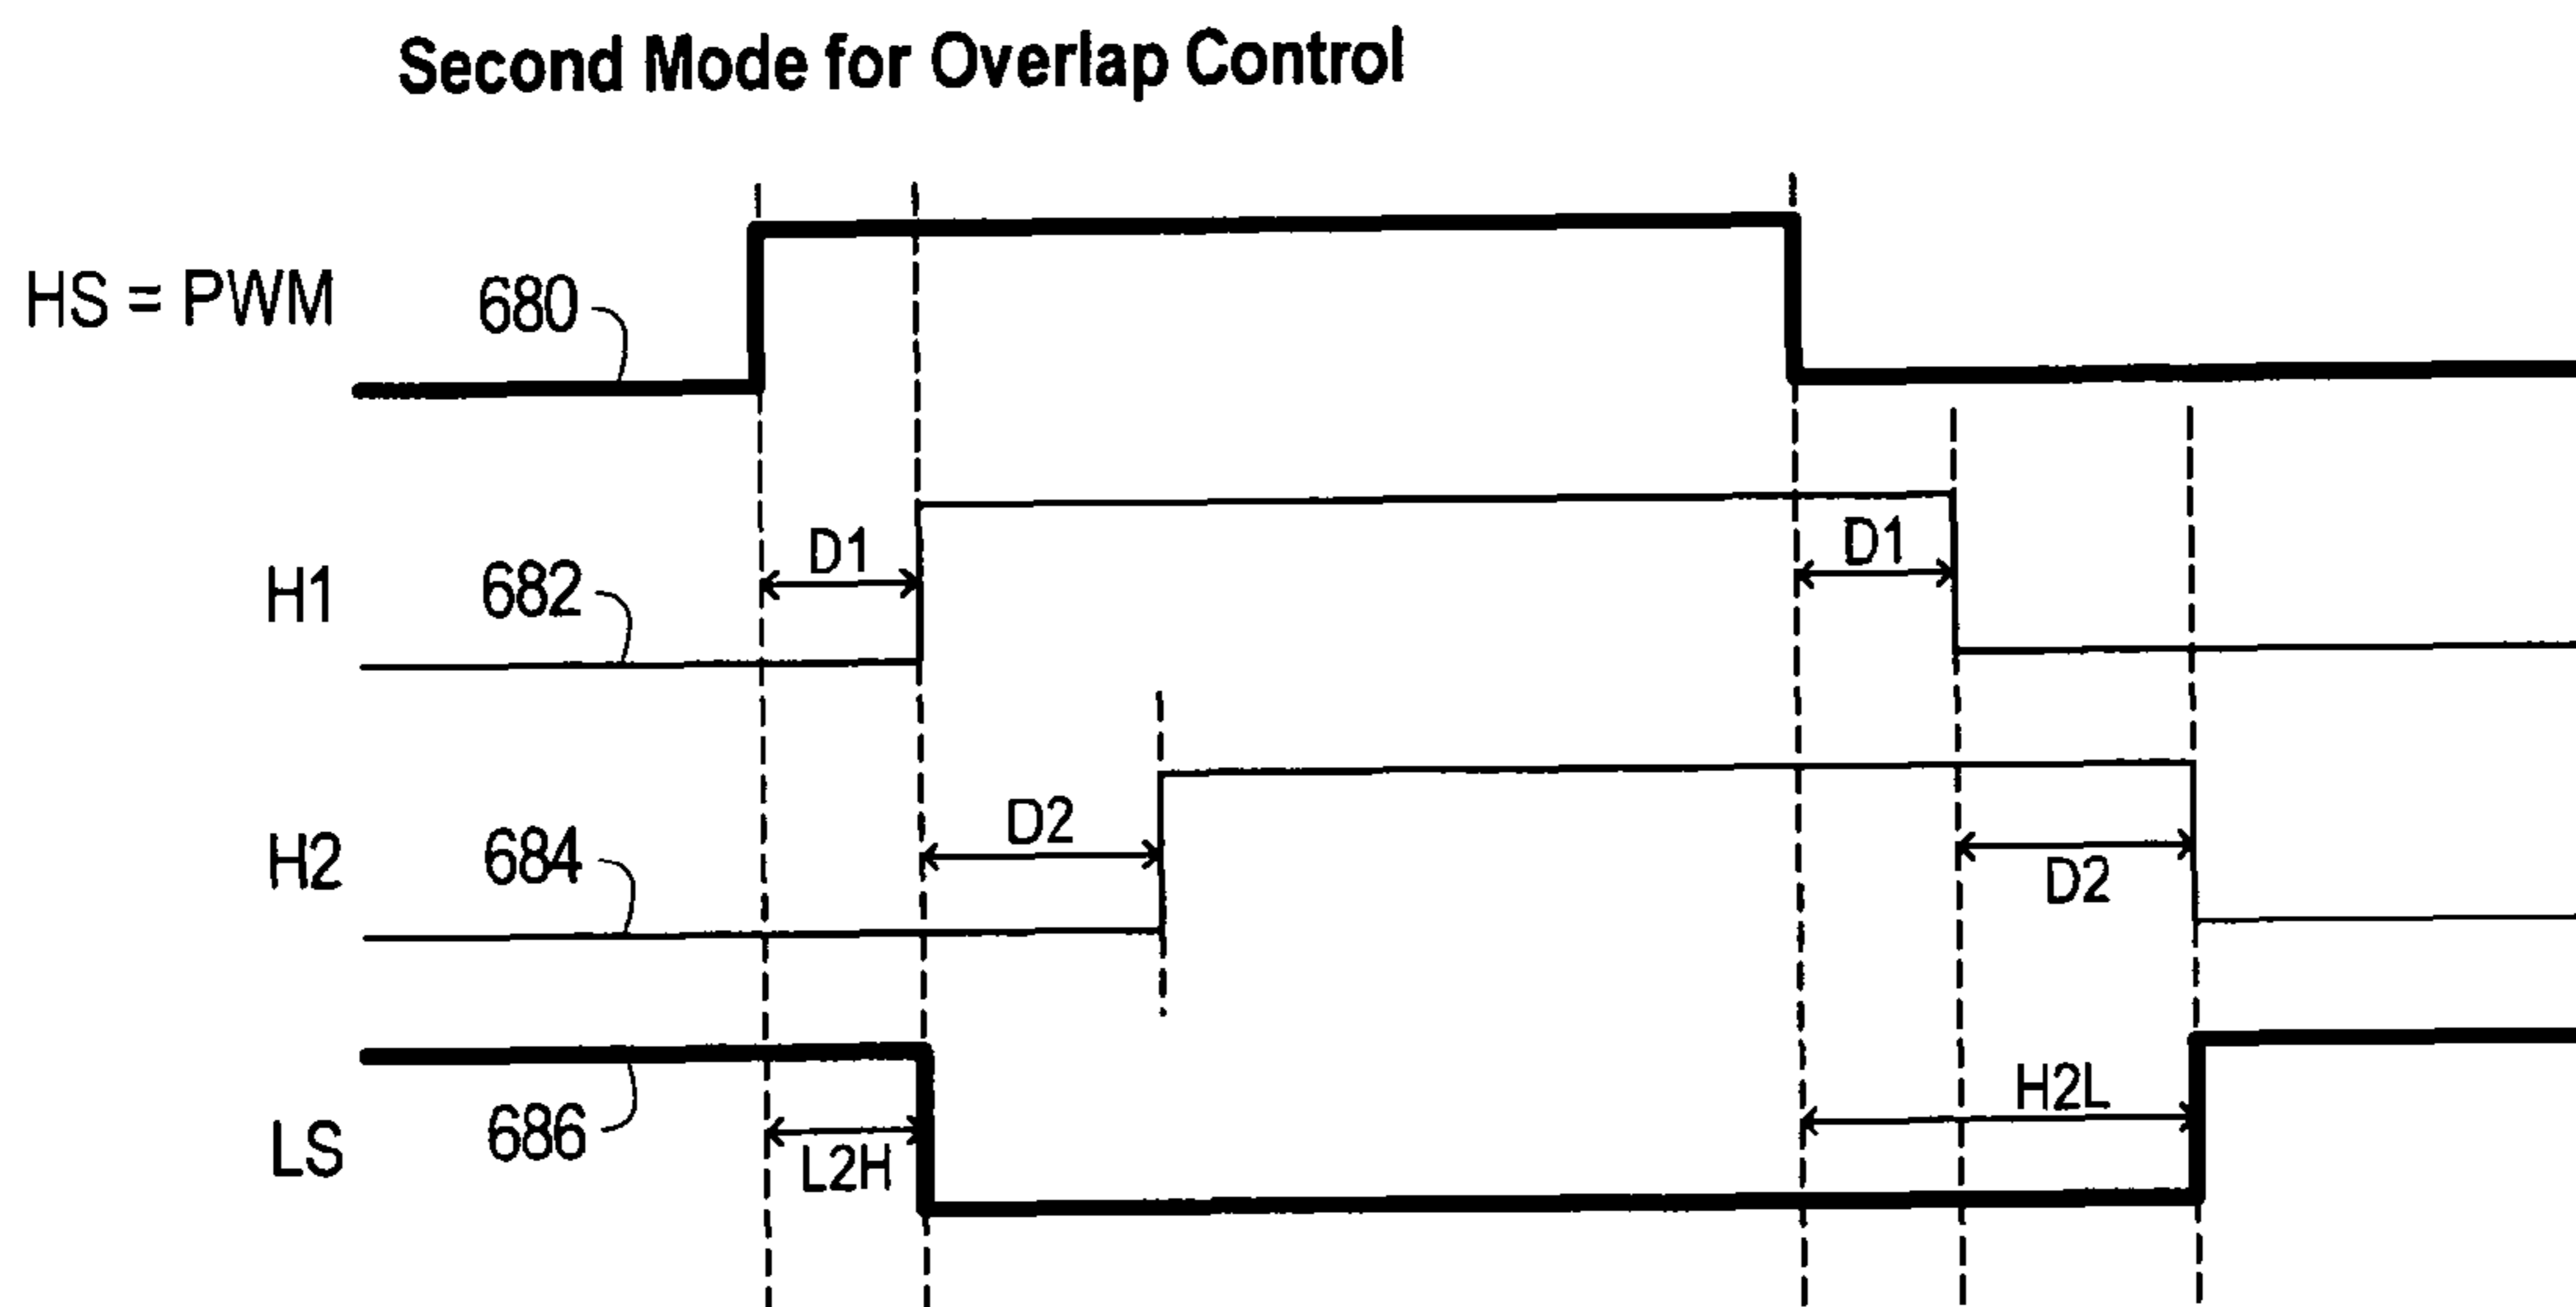 Second Mode for Overlap Control
HS = PWM
680
H1
682
D1
D1
H2
684
D2
D2
LS
686
L2H
H2L